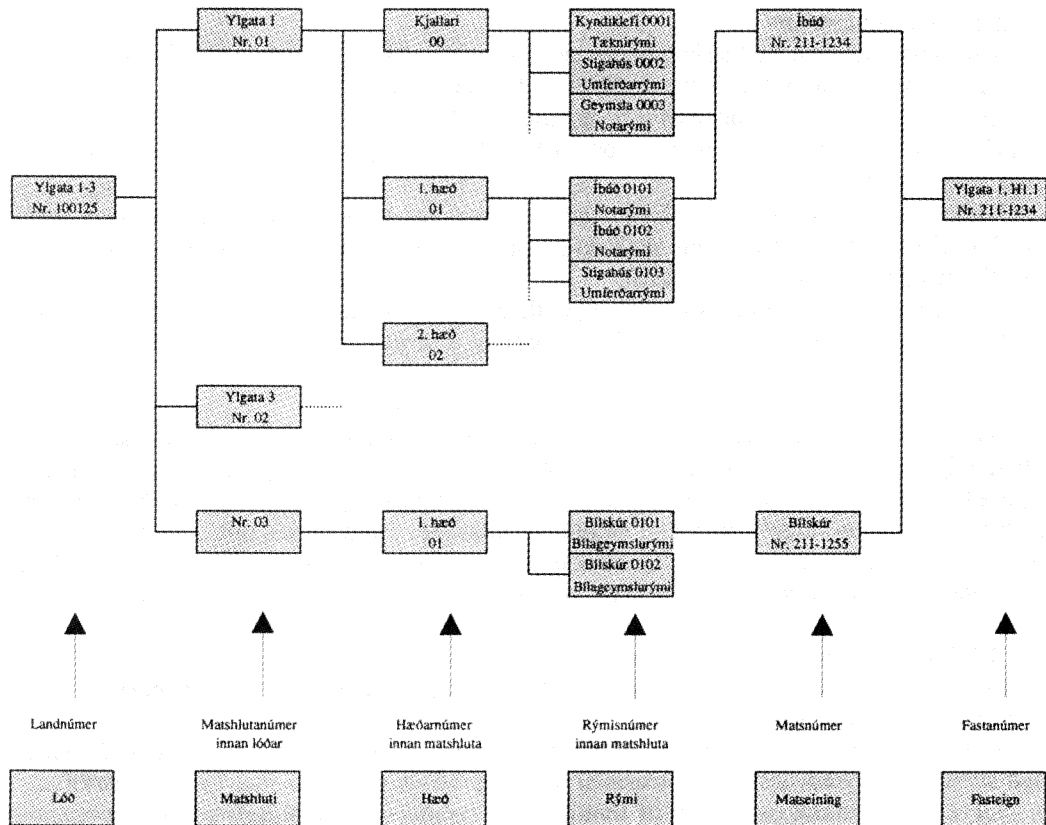 Ylgata 1
Nr. 01
Kjallari
00
Kyndiklefi 0001
Tæknirými
Stigahús 0002
Umferðarrými
Geymsla 0003
Notarými
Íbúð
Nr. 211-1234
Ylgata 1-3
Nr. 100125
1. hæð
01
Íbúð 0101
Notarými
Íbúð 0102
Notarými
Stigahús 0103
Umferðarrými
Ylgata 1, H1.1
Nr. 211-1234
2. hæð
02
Ylgata 3
Nr. 02
Nr. 03
1. hæð
01
Bílskúr 0101
Bílageymslurými
Bílskúr 0102
Bílageymslurými
Bílskúr
Nr. 211-1255
Landnúmer
Matshlutanúmer
innan lóðar
Hæðarnúmer
innan matshluta
Rýmisnúmer
innan matshluta
Matsnúmer
Fastanúmer
Lóð
Matshluti
Hæð
Rými
Matseining
Fasteign